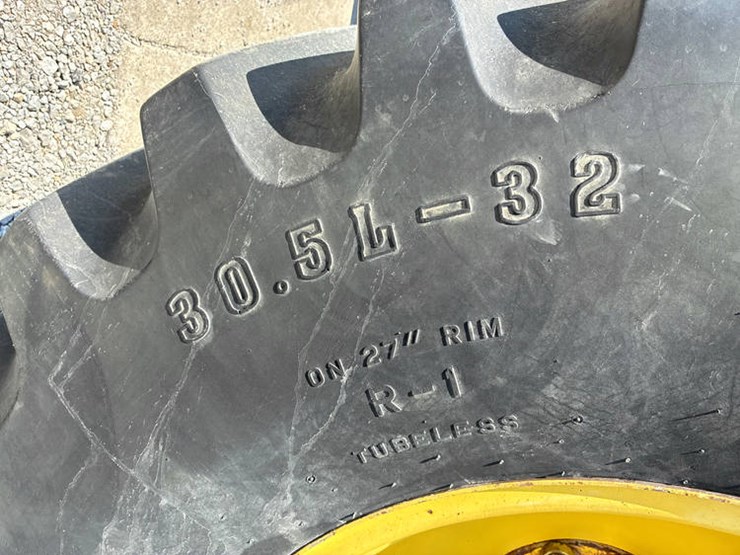 30.5L-32
ON 27" RIM
R-1
TUBELESS